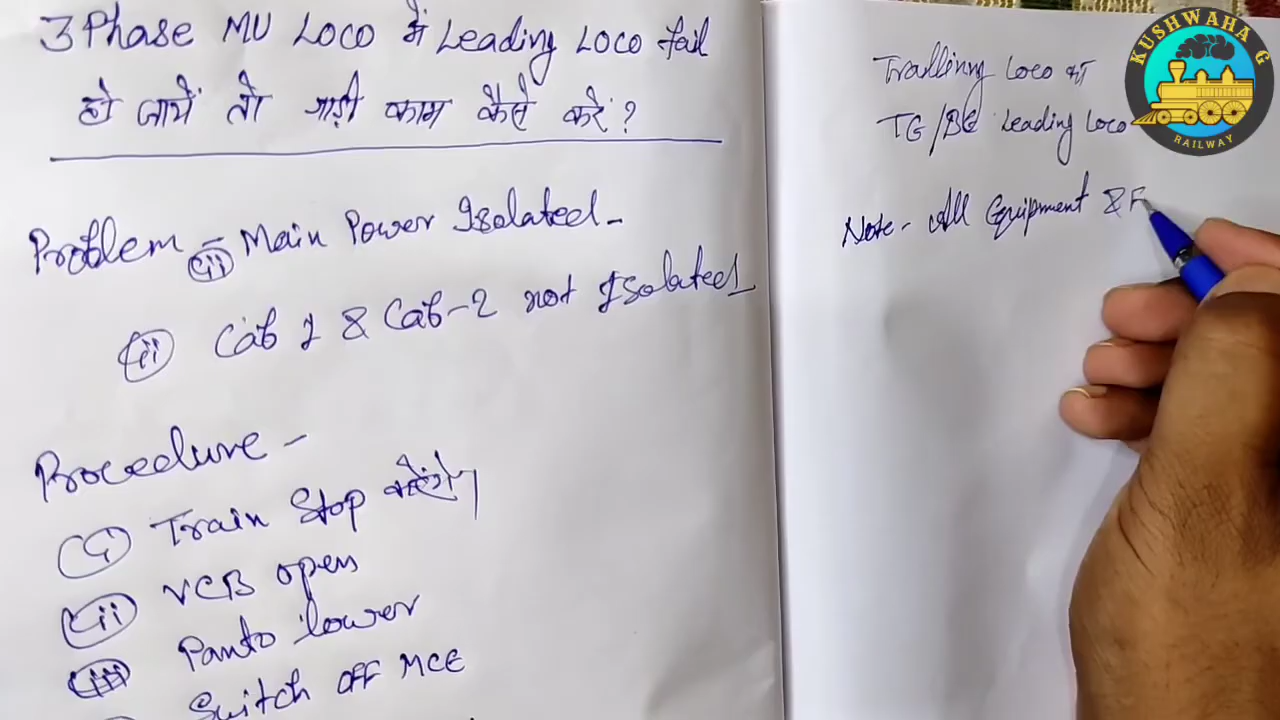 3 Phase MU Loco में Leading Loco fail
हो जाये तो गाड़ी काम कैसे करें?
Problem - (i) Main Power Isolated -
(ii) Cab 1 & Cab-2 not Isolated
Procedure -
(i) Train Stop करेंगे
(ii) VCB open
(iii) Panto lower
Switch off MCE
Trailling Loco का
TG/BG Leading Loco
Note - All Equipment & F
KUSHWAHA G
RAILWAY